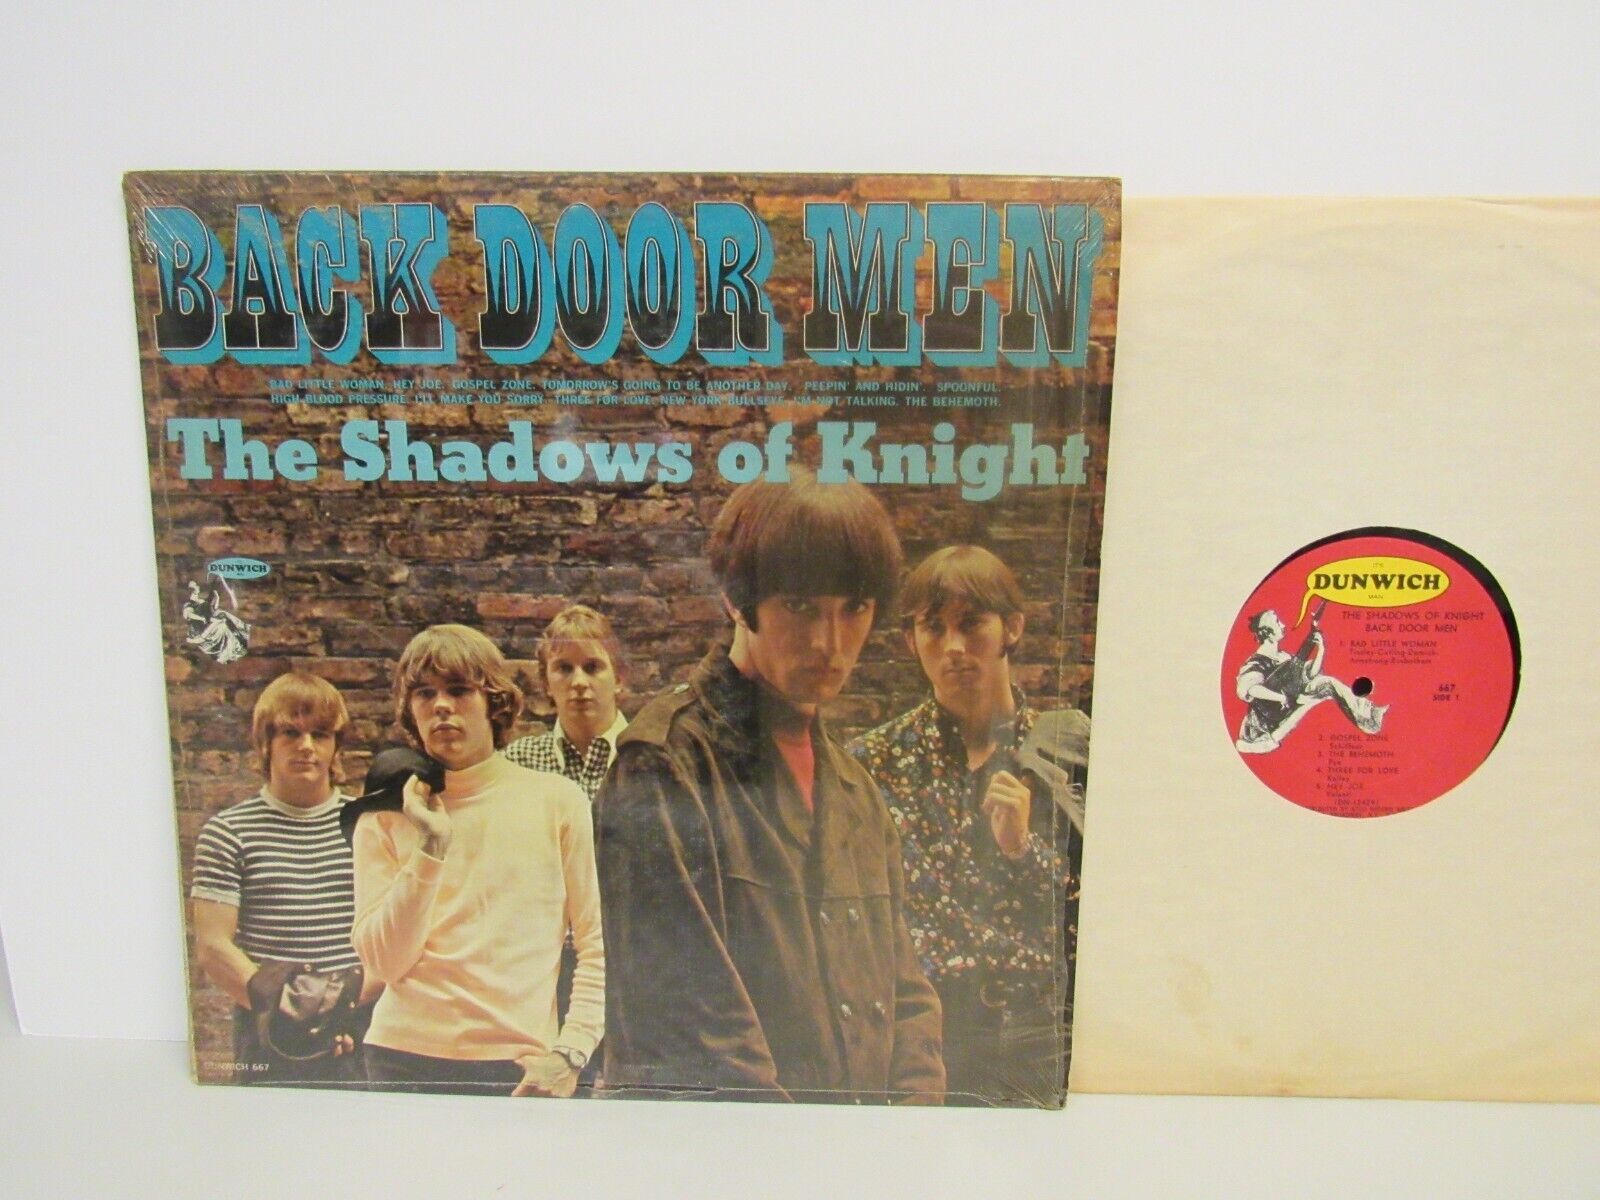 BACK DOOR MEN
BAD LITTLE WOMAN. HEY JOE. GOSPEL ZONE. TOMORROW'S GOING TO BE ANOTHER DAY. PEEPIN' AND HIDIN'. SPOONFUL.
HIGH BLOOD PRESSURE. I'LL MAKE YOU SORRY. THREE FOR LOVE. NEW YORK BULLSEYE. I'M NOT TALKING. THE BEHEMOTH.
The Shadows of Knight
DUNWICH
DUNWICH 667
IT'S
DUNWICH
MAN
THE SHADOWS OF KNIGHT
BACK DOOR MEN
1. BAD LITTLE WOMAN
667
SIDE 1
2. GOSPEL ZONE
3. THE BEHEMOTH
Pye
4. THREE FOR LOVE
Kelley
5. HEY JOE